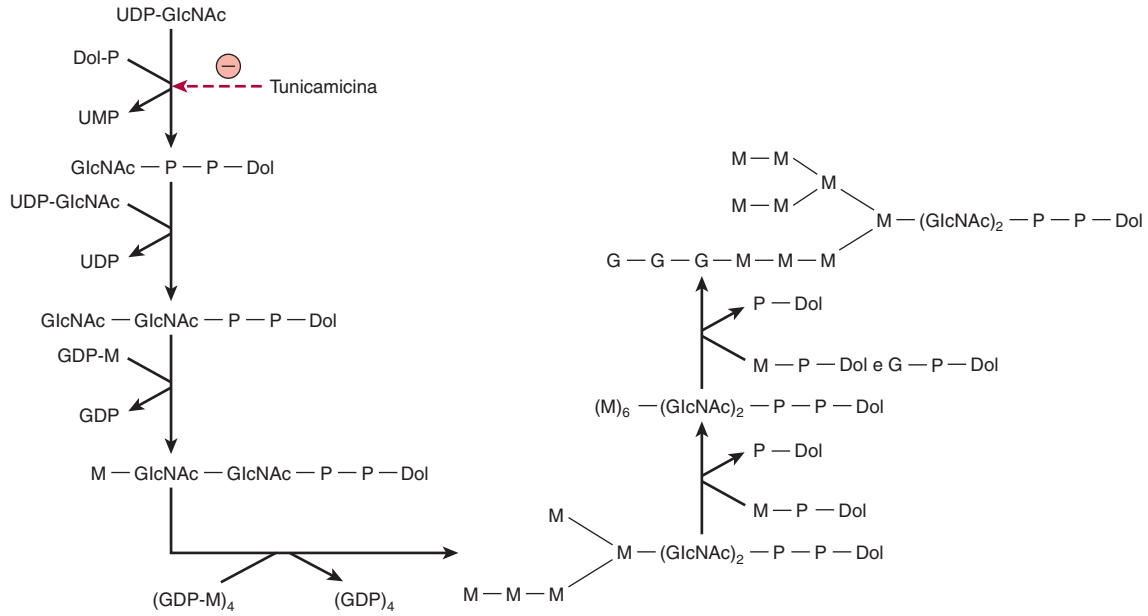 UDP-GlcNAc
Dol-P
−
Tunicamicina
UMP
GlcNAc — P — P — Dol
UDP-GlcNAc
UDP
GlcNAc — GlcNAc — P — P — Dol
GDP-M
GDP
M — GlcNAc — GlcNAc — P — P — Dol
(GDP-M)4
(GDP)4
M
M — (GlcNAc)2 — P — P — Dol
M — M — M
M — P — Dol
P — Dol
(M)6 — (GlcNAc)2 — P — P — Dol
M — P — Dol e G — P — Dol
P — Dol
M — M
M
M — M
M — (GlcNAc)2 — P — P — Dol
G — G — G — M — M — M